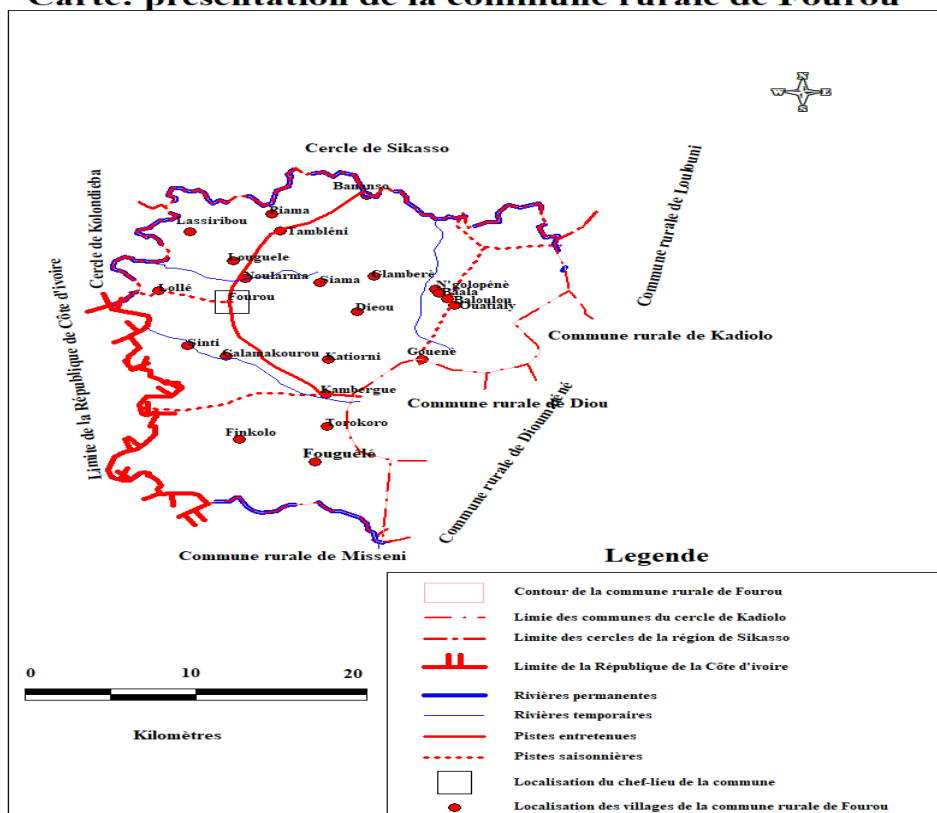 Carte: présentation de la commune rurale de Fourou
N
W E
S
Cercle de Sikasso
Bananso
Commune rurale de Loulouni
Cercle de Kolondieba
Riama
Lassiribou
Tambléni
Louguele
Limite de la République de Côte d'ivoire
Nouiarma
Siama
Glamberè
N'golopénè
Lollé
Fourou
Baala
Baloulou
Ouatialy
Dieou
Commune rurale de Kadiolo
Sinti
Galamakourou
Katiorni
Gouenè
Kambergue
Commune rurale de Diou
Torokoro
Finkolo
Fouguelé
Commune rurale de Dioumaténé
Commune rurale de Misseni
Legende
Contour de la commune rurale de Fourou
Limie des communes du cercle de Kadiolo
Limite des cercles de la région de Sikasso
Limite de la République de la Côte d'ivoire
Rivières permanentes
Rivières temporaires
Pistes entretenues
Pistes saisonnières
Localisation du chef-lieu de la commune
Localisation des villages de la commune rurale de Fourou
0 10 20
Kilomètres